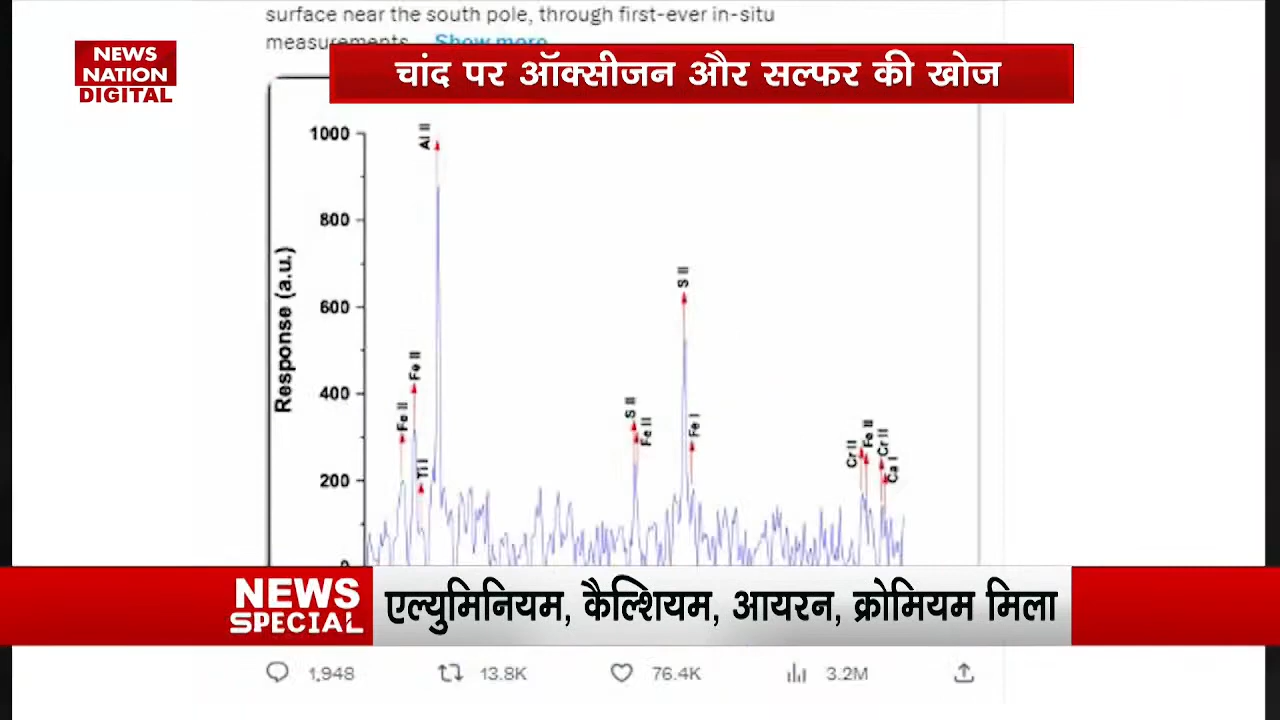 surface near the south pole, through first-ever in-situ
measurements... Show more
NEWS
NATION
DIGITAL
चांद पर ऑक्सीजन और सल्फर की खोज
Response (a.u.)
1000
800
600
400
200
0
Fe II
Fe II
Ti I
Al II
S II
Fe II
S II
Fe I
Cr II
Fe II
Cr II
Ca I
NEWS
SPECIAL
एल्युमिनियम, कैल्शियम, आयरन, क्रोमियम मिला
1,948 13.8K 76.4K 3.2M